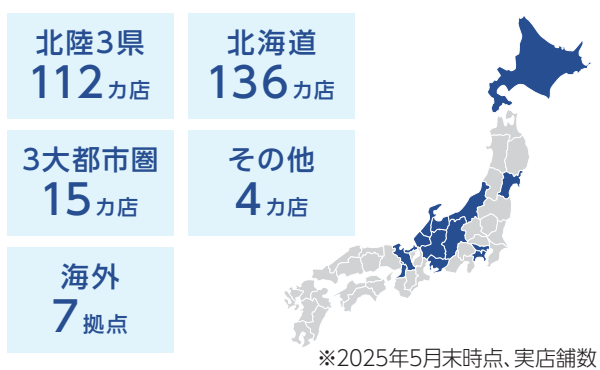 北陸3県
112カ店
北海道
136カ店
3大都市圏
15カ店
その他
4カ店
海外
7拠点
※2025年5月末時点、実店舗数